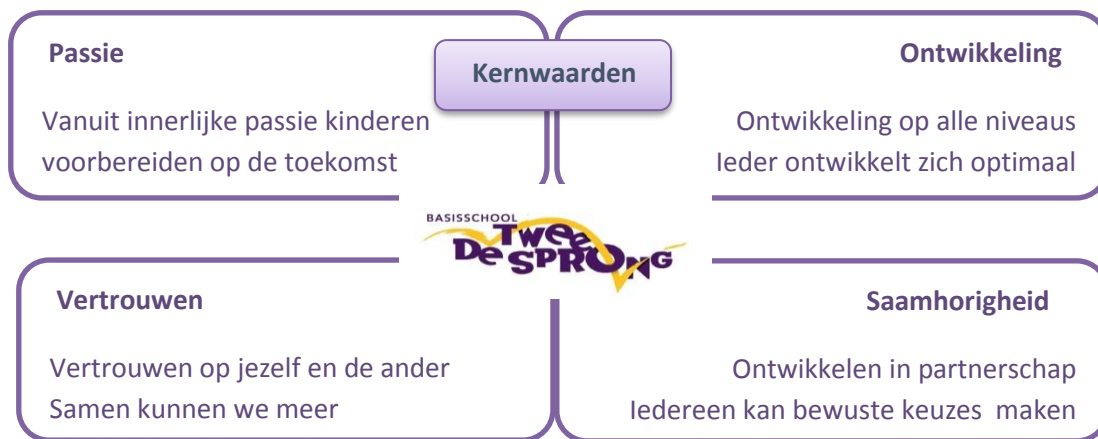 Kernwaarden
Passie
Vanuit innerlijke passie kinderen
voorbereiden op de toekomst
Ontwikkeling
Ontwikkeling op alle niveaus
Ieder ontwikkelt zich optimaal
BASISSCHOOL
TWEE
De SPRONG
Vertrouwen
Vertrouwen op jezelf en de ander
Samen kunnen we meer
Saamhorigheid
Ontwikkelen in partnerschap
Iedereen kan bewuste keuzes maken